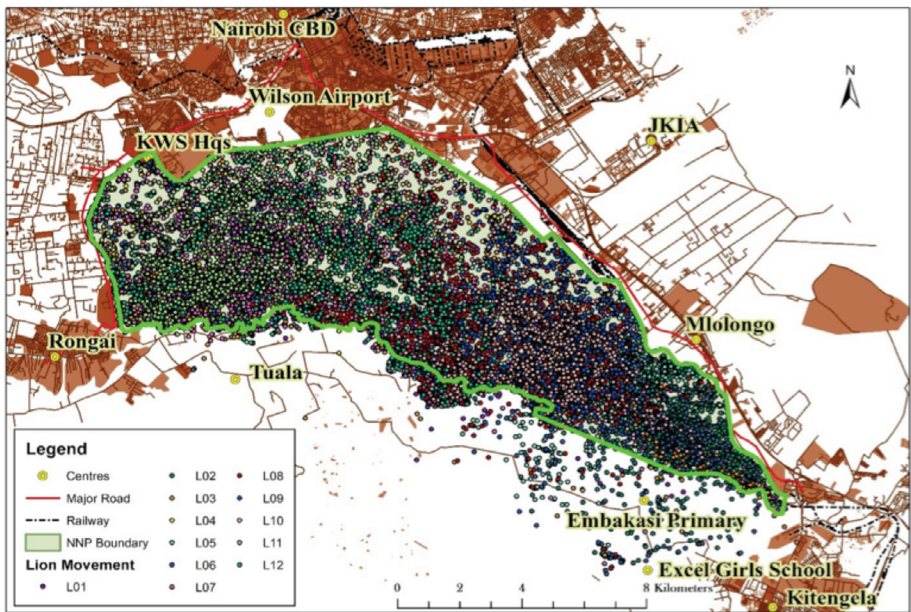 Nairobi CBD
N
Wilson Airport
JKIA
KWS Hqs
Mlolongo
Rongai
Tuala
Legend
Centres
Major Road
Railway
NNP Boundary
Lion Movement
L01
L02
L03
L04
L05
L06
L07
L08
L09
L10
L11
L12
Embakasi Primary
Excel Girls School
Kitengela
0 2 4 6 8
Kilometers